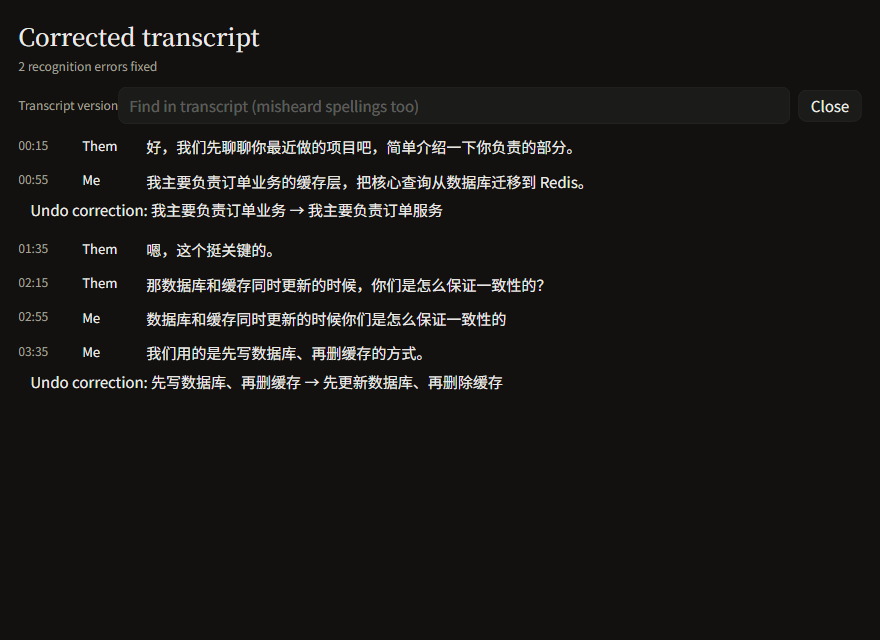 Corrected transcript
2 recognition errors fixed
Transcript version Find in transcript (misheard spellings too) Close
00:15 Them 好，我们先聊聊你最近做的项目吧，简单介绍一下你负责的部分。
00:55 Me 我主要负责订单业务的缓存层，把核心查询从数据库迁移到 Redis。
Undo correction: 我主要负责订单业务 → 我主要负责订单服务
01:35 Them 嗯，这个挺关键的。
02:15 Them 那数据库和缓存同时更新的时候，你们是怎么保证一致性的？
02:55 Me 数据库和缓存同时更新的时候你们是怎么保证一致性的
03:35 Me 我们用的是先写数据库、再删缓存的方式。
Undo correction: 先写数据库、再删缓存 → 先更新数据库、再删除缓存